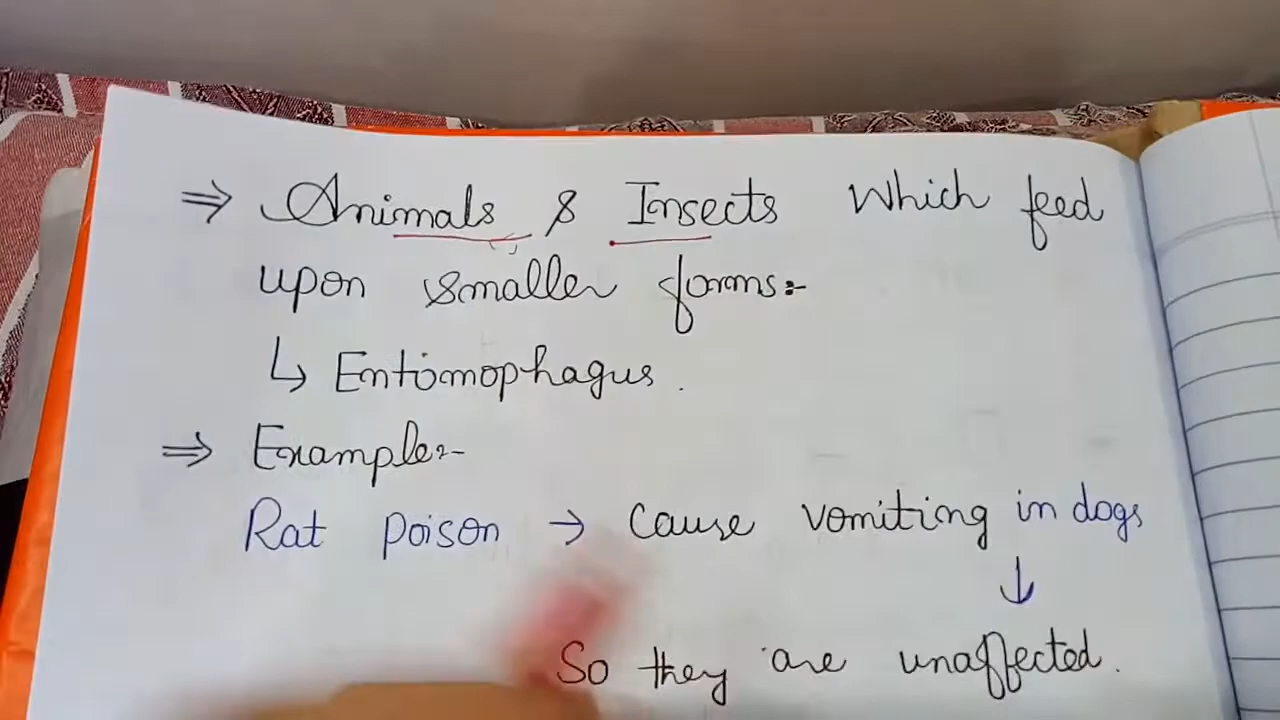 ⇒ Animals & Insects which feed
upon smaller forms:-
↳ Entomophagus.
⇒ Example:-
Rat poison → cause vomiting in dogs
↓
So they are unaffected.